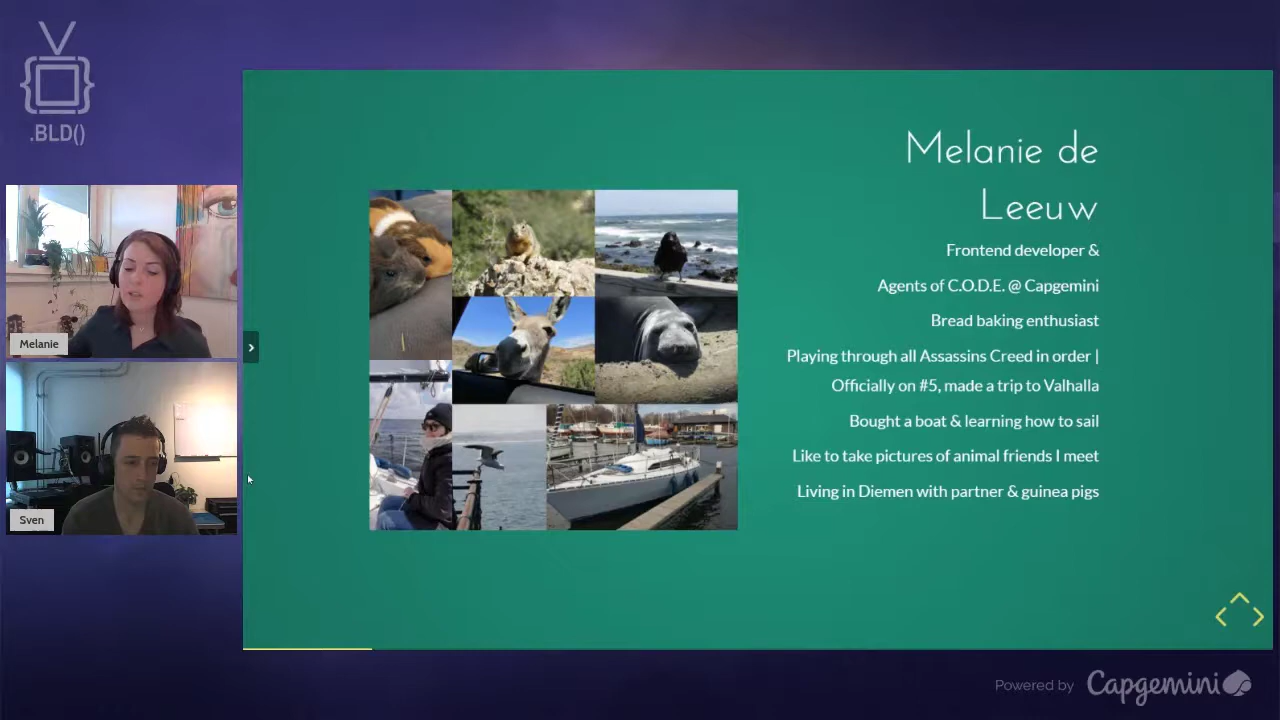 .BLD()
Melanie
Sven
Melanie de
Leeuw
Frontend developer &
Agents of C.O.D.E. @ Capgemini
Bread baking enthusiast
Playing through all Assassins Creed in order |
Officially on #5, made a trip to Valhalla
Bought a boat & learning how to sail
Like to take pictures of animal friends I meet
Living in Diemen with partner & guinea pigs
Powered by Capgemini